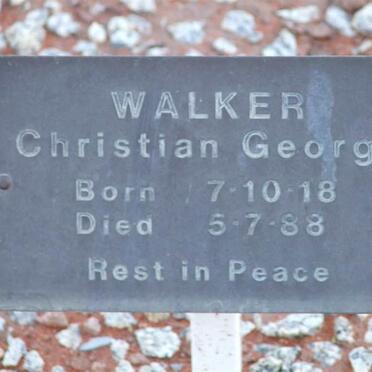 WALKER
Christian Georg
Born 7-10-18
Died 5-7-88
Rest in Peace